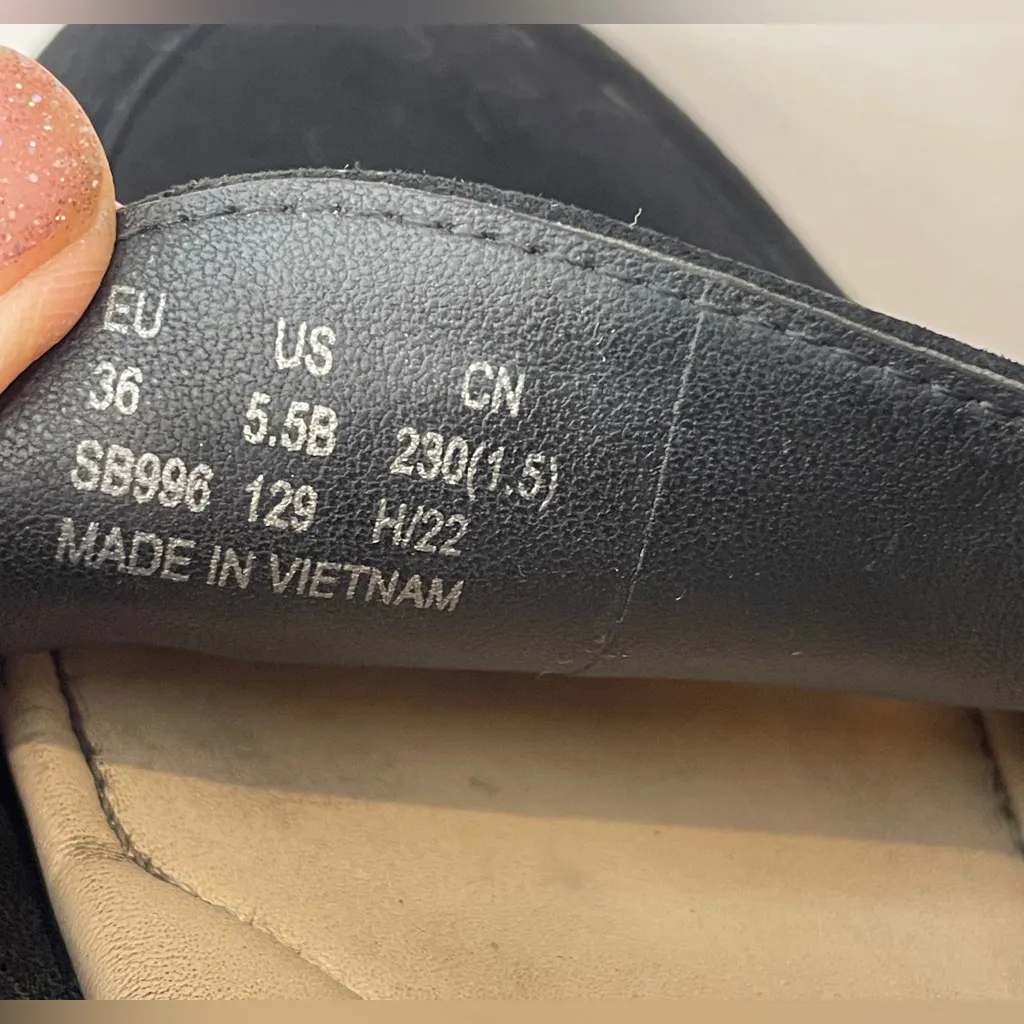 EU US CN
36 5.5B 230(1.5)
SB996 129 H/22
MADE IN VIETNAM